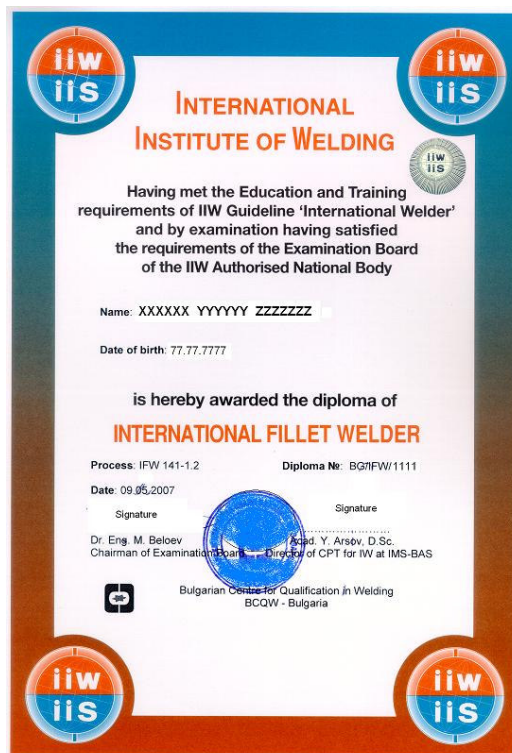 iiw
iis
iiw
iis
INTERNATIONAL
INSTITUTE OF WELDING
iiw
iis
Having met the Education and Training
requirements of IIW Guideline 'International Welder'
and by examination having satisfied
the requirements of the Examination Board
of the IIW Authorised National Body
Name: XXXXXX YYYYYY ZZZZZZZ
Date of birth: 77.77.7777
is hereby awarded the diploma of
INTERNATIONAL FILLET WELDER
Process: IFW 141-1.2 Diploma №: BG/IFW/1111
Date: 09.05.2007
Signature Signature
Dr. Eng. M. Beloev Acad. Y. Arsov, D.Sc.
Chairman of Examination Board Director of CPT for IW at IMS-BAS
Bulgarian Centre for Qualification in Welding
BCQW - Bulgaria
iiw
iis
iiw
iis